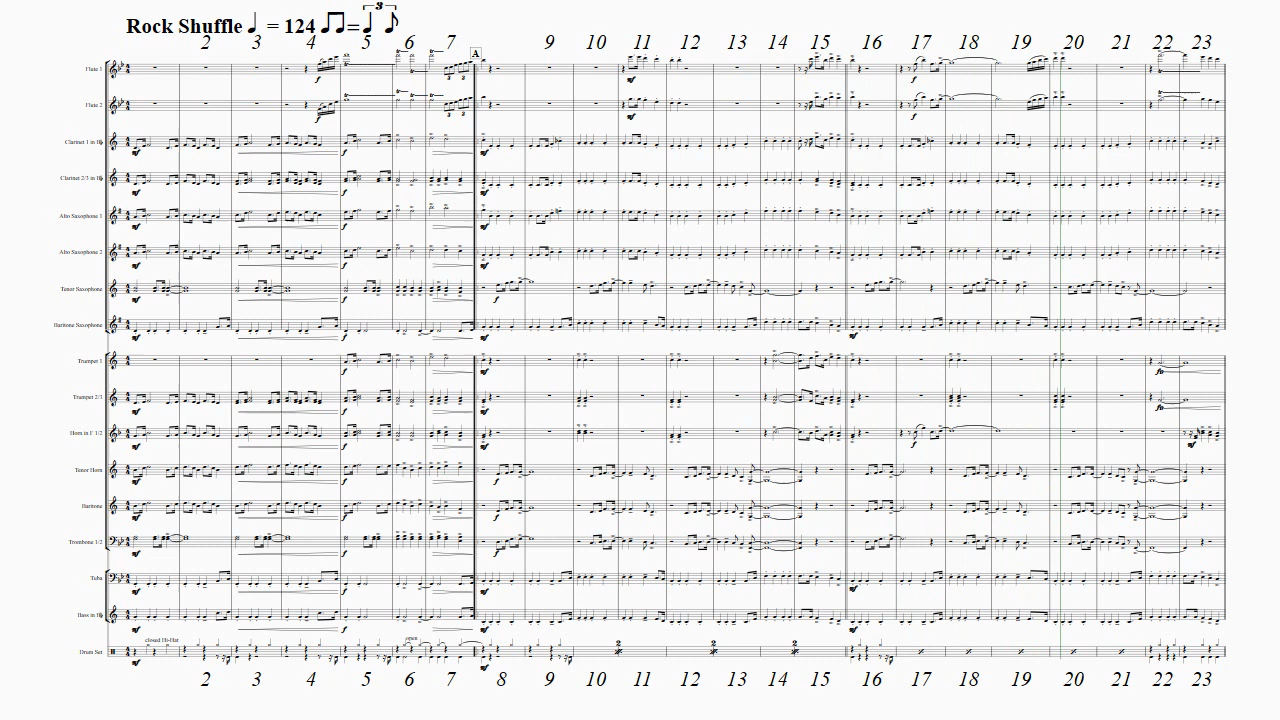 Rock Shuffle = 124 = 3
2 3 4 5 6 7 9 10 11 12 13 14 15 16 17 18 19 20 21 22 23
A
Flute 1
Flute 2
Clarinet 1 in B
Clarinet 2/3 in B
Alto Saxophone 1
Alto Saxophone 2
Tenor Saxophone
Baritone Saxophone
Trumpet 1
Trumpet 2/3
Horn in F 1/2
Tenor Horn
Baritone
Trombone 1/2
Tuba
Bass in B
closed Hi-Hat open
Drum Set
2 3 4 5 6 7 8 9 10 11 12 13 14 15 16 17 18 19 20 21 22 23